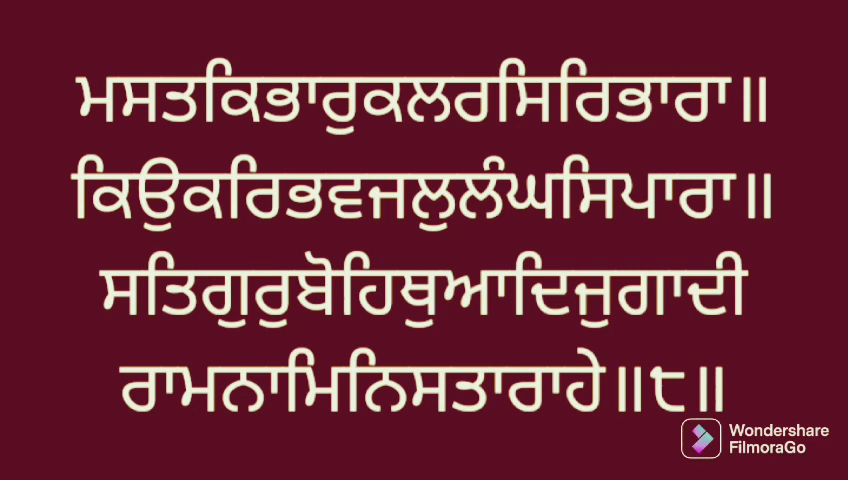 ਮਸਤਕਿਭਾਰੁਕਲਰਸਿਰਿਭਾਰਾ॥
ਕਿਉਕਰਿਭਵਜਲੁਲੰਘਸਿਪਾਰਾ॥
ਸਤਿਗੁਰੁਬੋਹਿਥੁਆਦਿਜੁਗਾਦੀ
ਰਾਮਨਾਮਿਨਿਸਤਾਰਾਹੇ॥੮॥
Wondershare
FilmoraGo